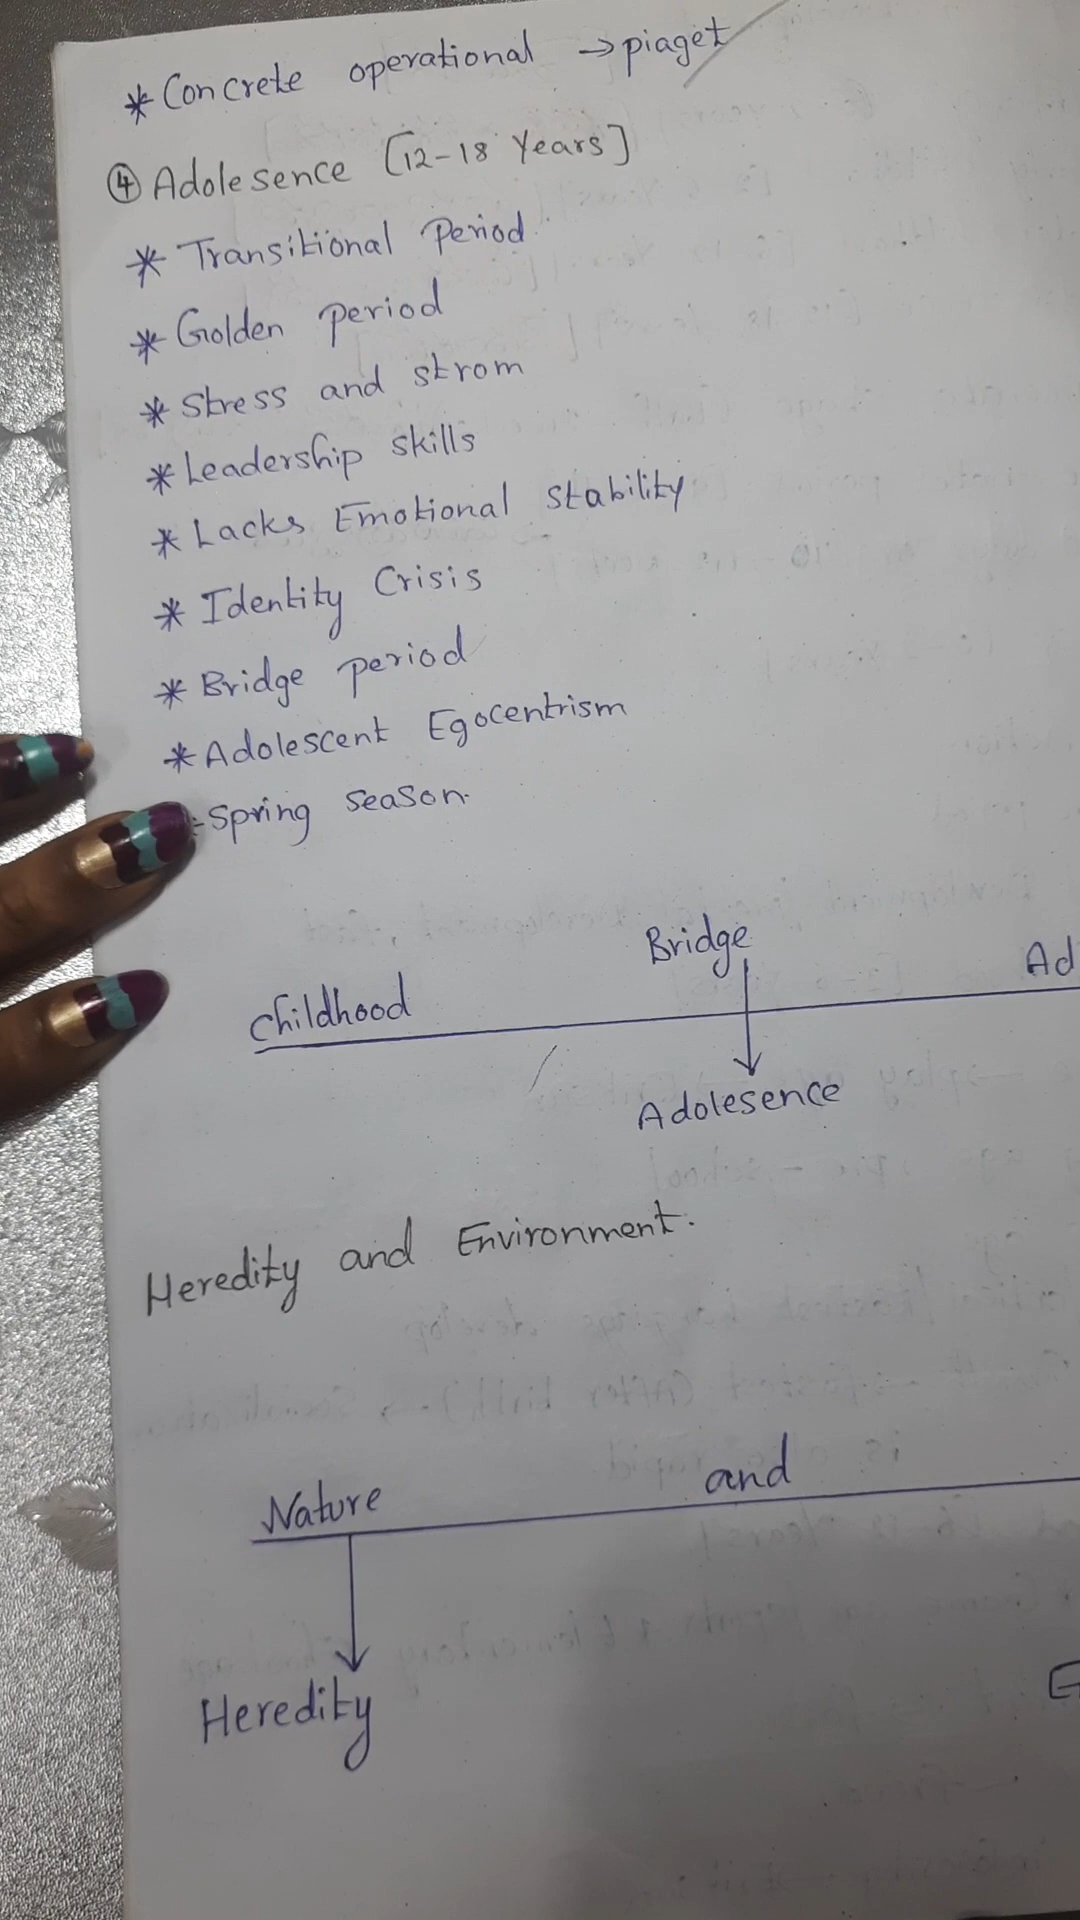 * Concrete operational → piaget
④ Adolesence [12-18 Years]
* Transitional Period
* Golden period
* Stress and strom
* Leadership skills
* Lacks Emotional stability
* Identity Crisis
* Bridge period
* Adolescent Egocentrism
Spring season.
Bridge
Childhood Ad
Adolesence
Heredity and Environment.
Nature and
Heredity E